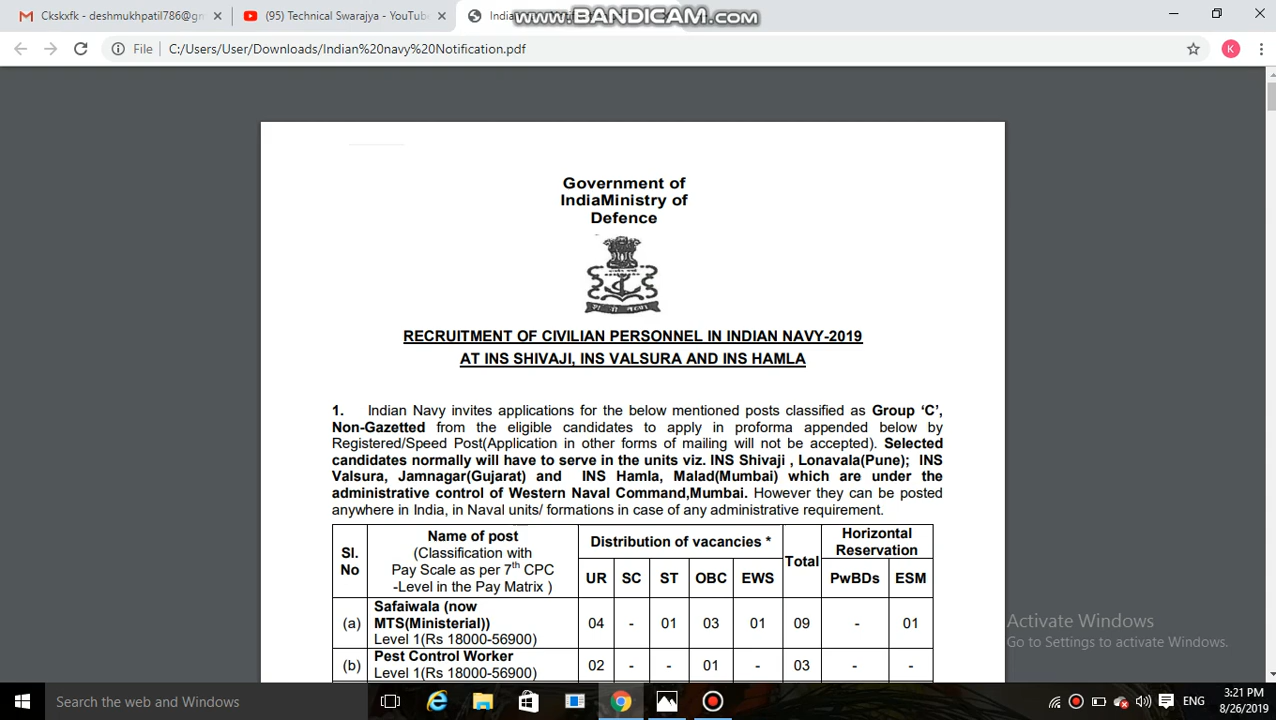 Ckskxfk - deshmukhpatil786@gn
(95) Technical Swarajya - YouTube
www.BANDICAM.com
File C:/Users/User/Downloads/Indian%20navy%20Notification.pdf
K
Government of
IndiaMinistry of
Defence
RECRUITMENT OF CIVILIAN PERSONNEL IN INDIAN NAVY-2019
AT INS SHIVAJI, INS VALSURA AND INS HAMLA
1. Indian Navy invites applications for the below mentioned posts classified as Group ‘C’,
Non-Gazetted from the eligible candidates to apply in proforma appended below by
Registered/Speed Post(Application in other forms of mailing will not be accepted). Selected
candidates normally will have to serve in the units viz. INS Shivaji , Lonavala(Pune); INS
Valsura, Jamnagar(Gujarat) and INS Hamla, Malad(Mumbai) which are under the
administrative control of Western Naval Command,Mumbai. However they can be posted
anywhere in India, in Naval units/ formations in case of any administrative requirement.
Sl. No Name of post (Classification with Pay Scale as per 7th CPC -Level in the Pay Matrix ) Distribution of vacancies * Total Horizontal Reservation
UR SC ST OBC EWS PwBDs ESM
(a) Safaiwala (now MTS(Ministerial)) Level 1(Rs 18000-56900) 04 - 01 03 01 09 - 01
(b) Pest Control Worker Level 1(Rs 18000-56900) 02 - - 01 - 03 - -
Activate Windows
Go to Settings to activate Windows.
Search the web and Windows
ENG
3:21 PM
8/26/2019